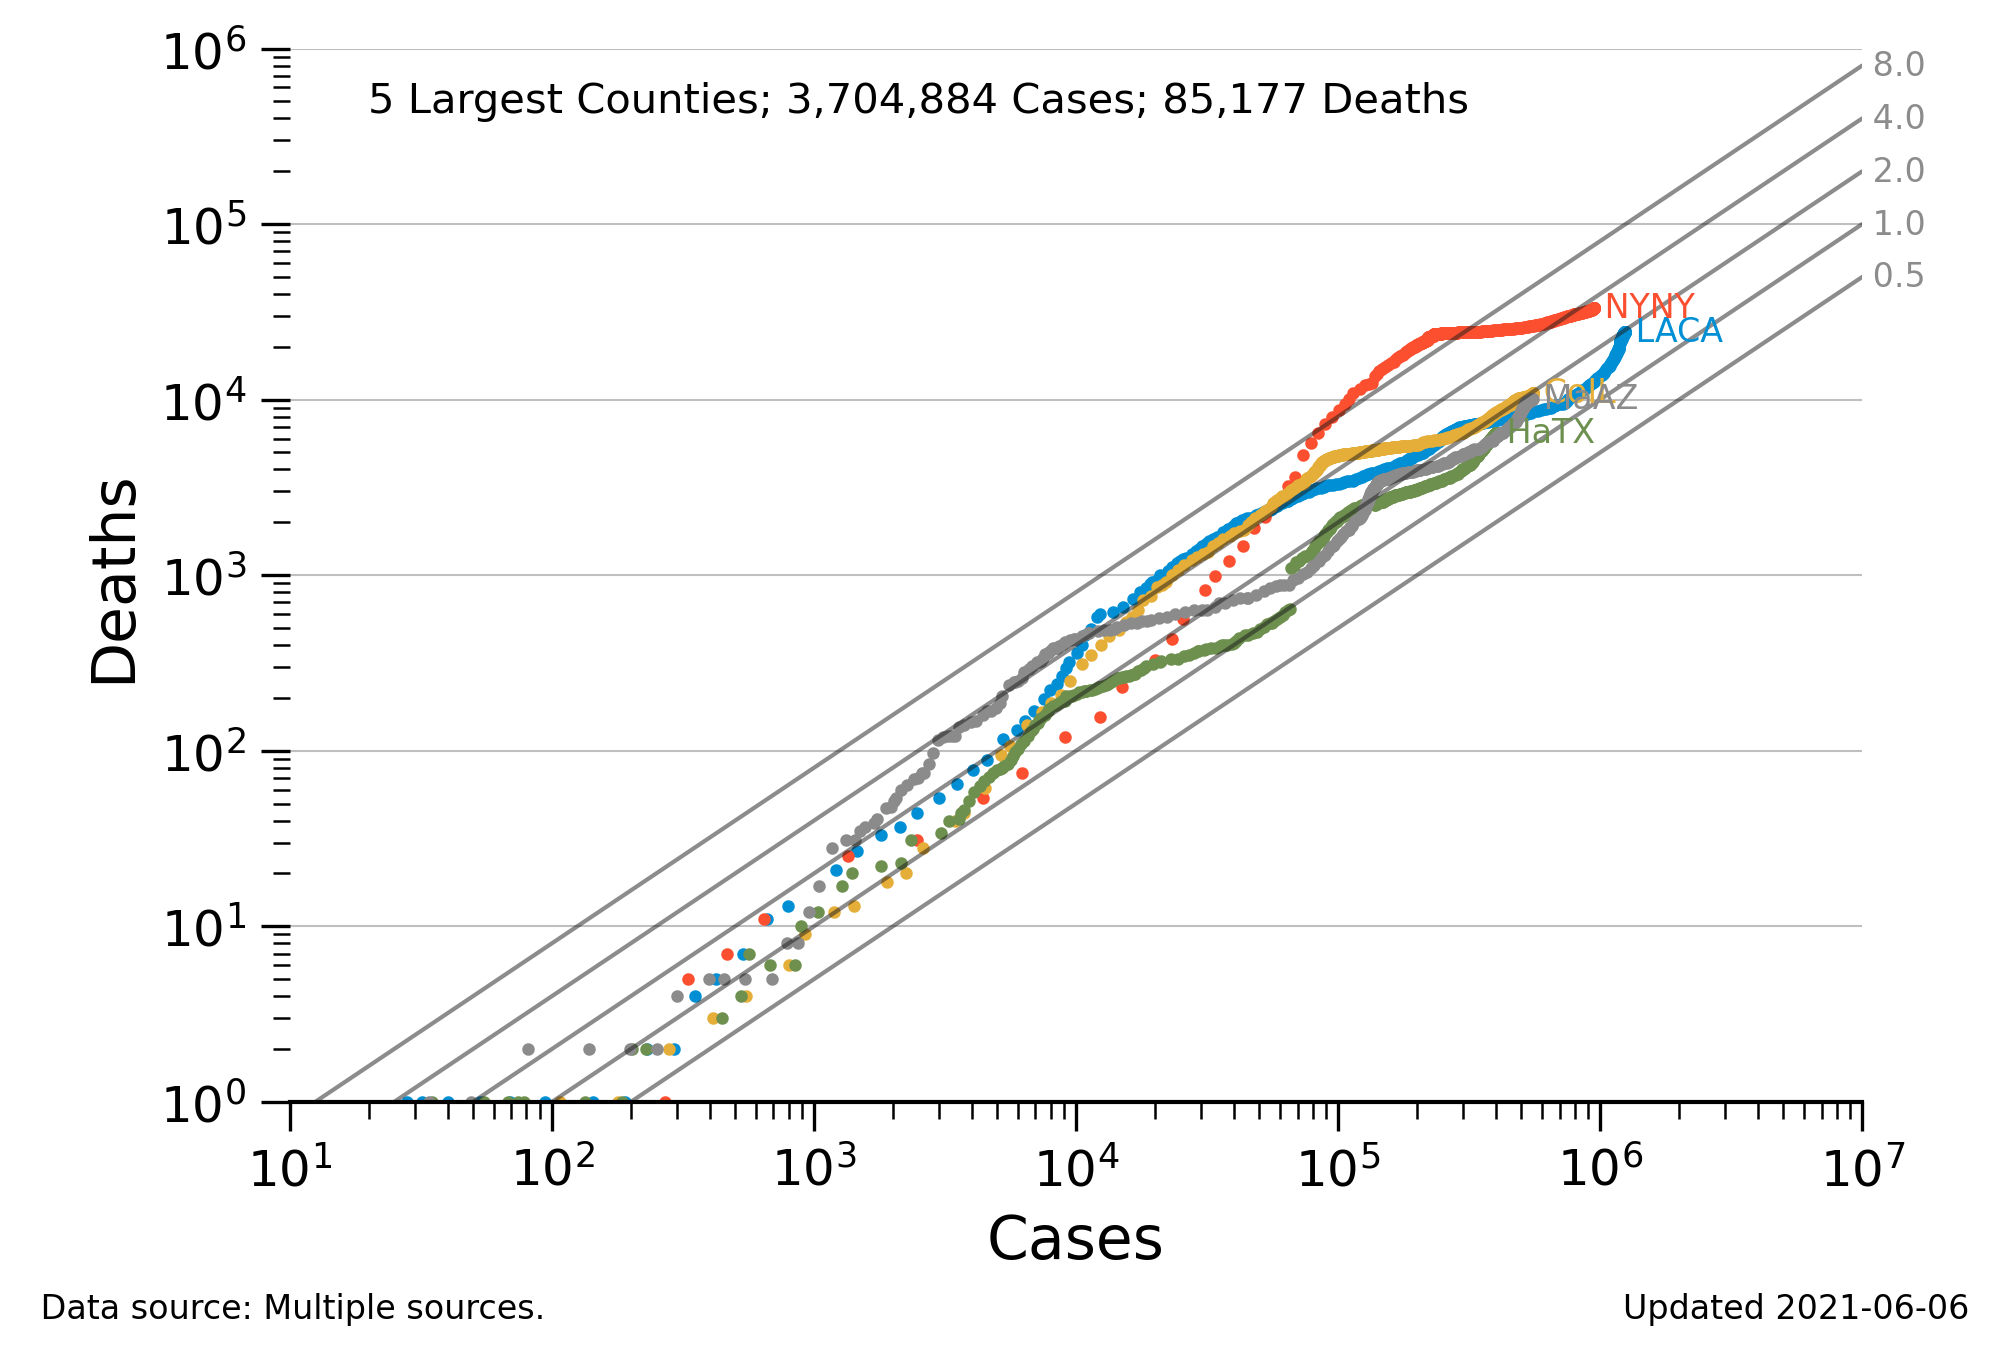 5 Largest Counties; 3,704,884 Cases; 85,177 Deaths
10^6
10^5
10^4
10^3
10^2
10^1
10^0
Deaths
8.0
4.0
2.0
1.0
0.5
NYNY
LACA
MaAZ
HaTX
10^1 10^2 10^3 10^4 10^5 10^6 10^7
Cases
Data source: Multiple sources.
Updated 2021-06-06